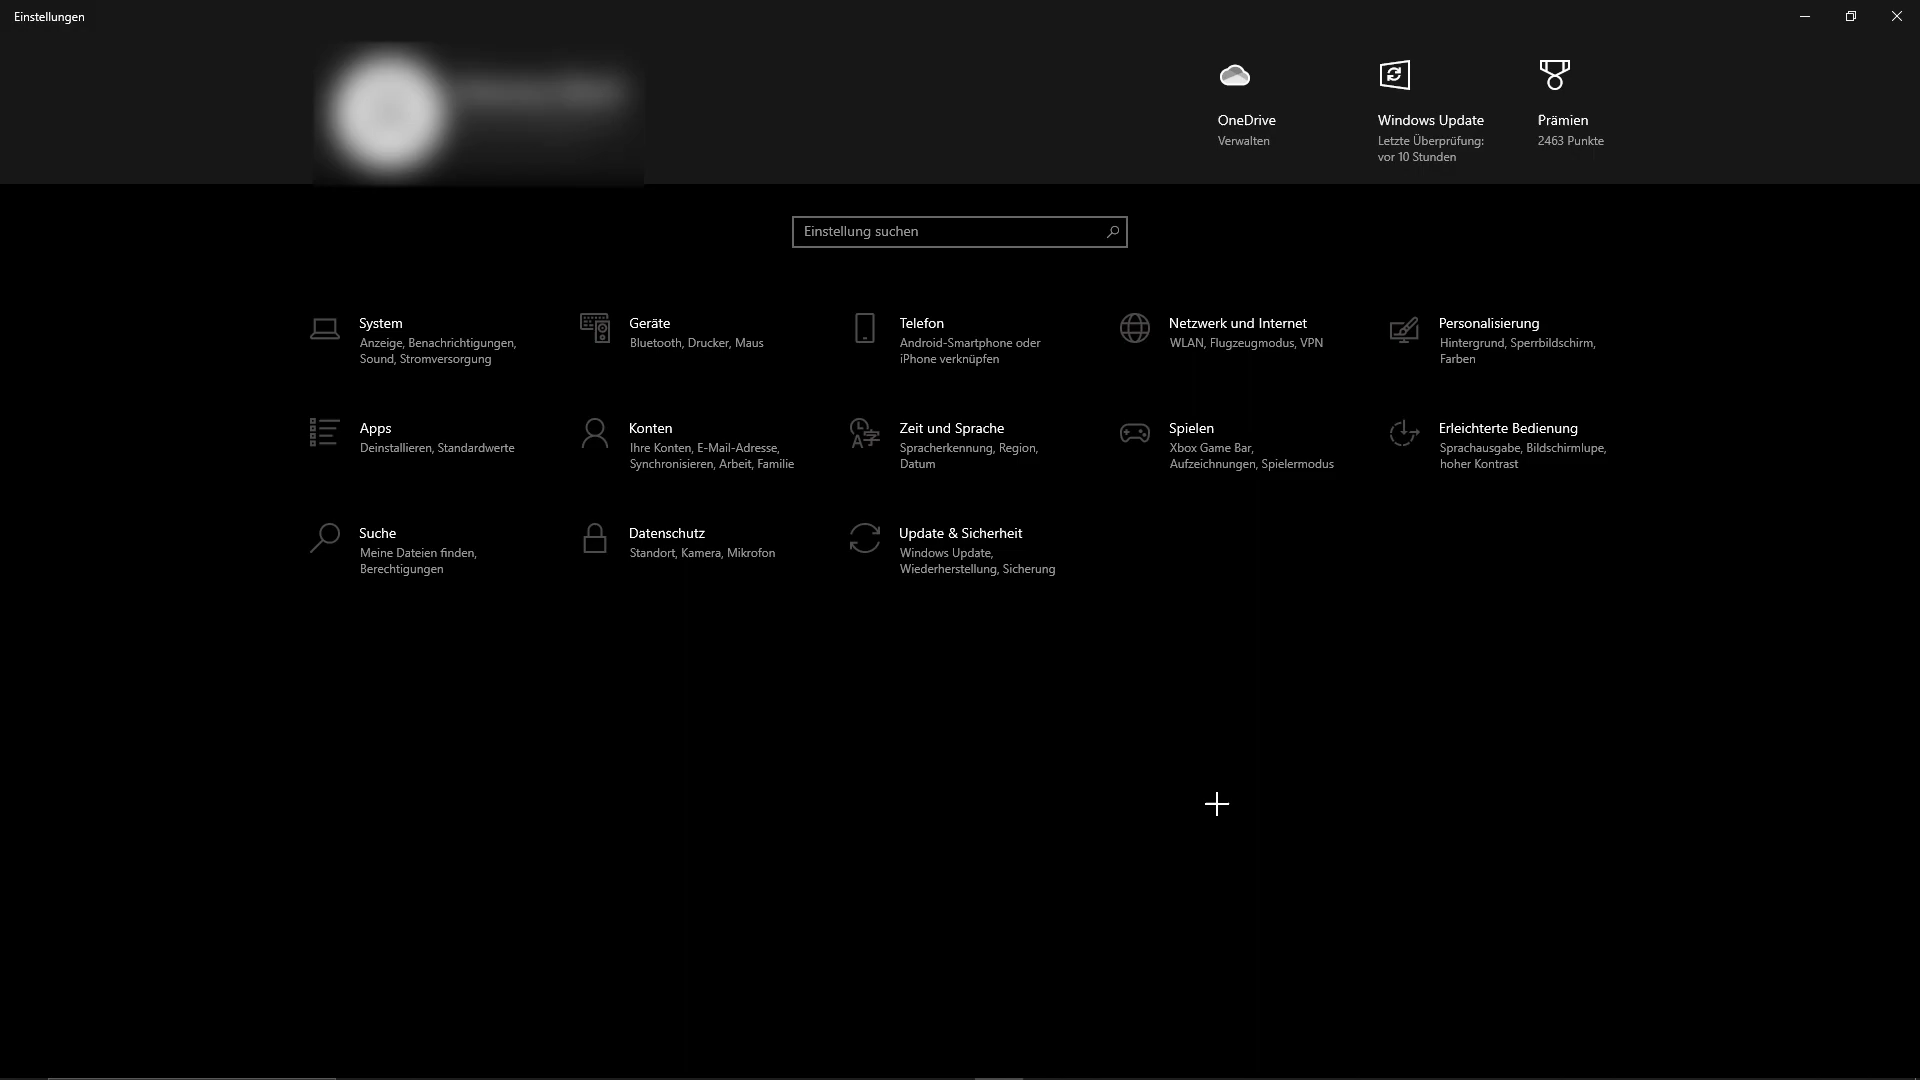 Einstellungen
OneDrive
Verwalten
Windows Update
Letzte Überprüfung:
vor 10 Stunden
Prämien
2463 Punkte
Einstellung suchen
System
Anzeige, Benachrichtigungen,
Sound, Stromversorgung
Geräte
Bluetooth, Drucker, Maus
Telefon
Android-Smartphone oder
iPhone verknüpfen
Netzwerk und Internet
WLAN, Flugzeugmodus, VPN
Personalisierung
Hintergrund, Sperrbildschirm,
Farben
Apps
Deinstallieren, Standardwerte
Konten
Ihre Konten, E-Mail-Adresse,
Synchronisieren, Arbeit, Familie
Zeit und Sprache
Spracherkennung, Region,
Datum
Spielen
Xbox Game Bar,
Aufzeichnungen, Spielermodus
Erleichterte Bedienung
Sprachausgabe, Bildschirmlupe,
hoher Kontrast
Suche
Meine Dateien finden,
Berechtigungen
Datenschutz
Standort, Kamera, Mikrofon
Update & Sicherheit
Windows Update,
Wiederherstellung, Sicherung